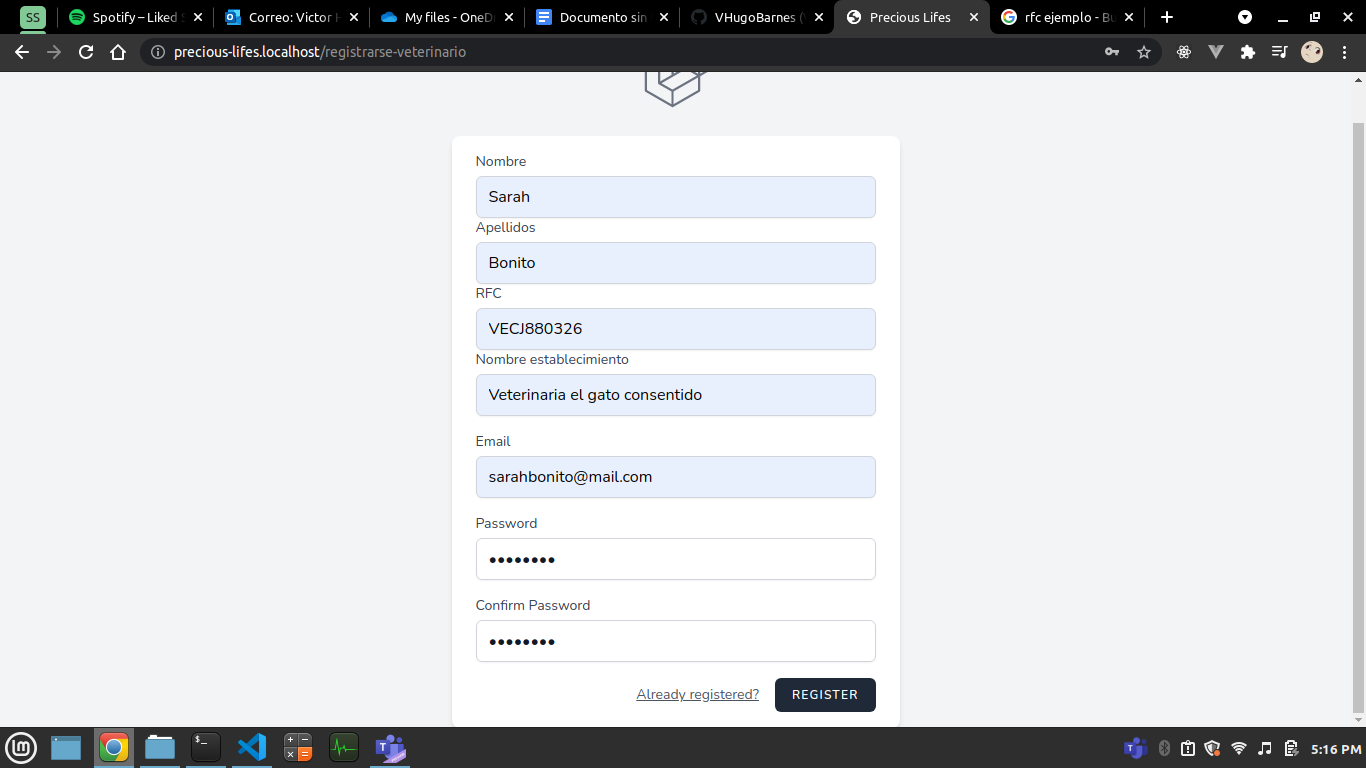 SS
Spotify – Liked S
Correo: Victor H
My files - OneDr
Documento sin
VHugoBarnes (V
Precious Lifes
rfc ejemplo - Bu
precious-lifes.localhost/registrarse-veterinario
Nombre
Sarah
Apellidos
Bonito
RFC
VECJ880326
Nombre establecimiento
Veterinaria el gato consentido
Email
sarahbonito@mail.com
Password
••••••••
Confirm Password
••••••••
Already registered?
REGISTER
5:16 PM